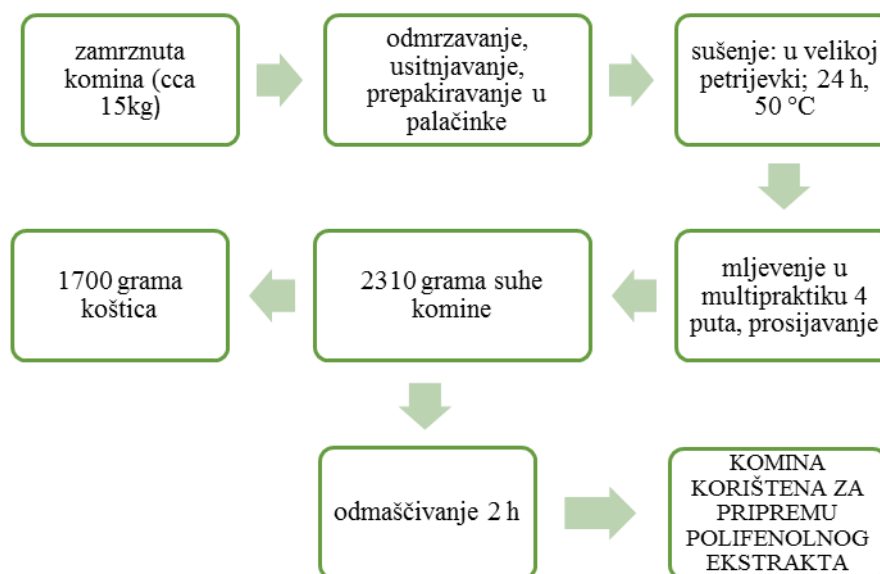 zamrznuta
komina (cca
15kg)
odmrzavanje,
usitnjavanje,
prepakiravanje u
palačinke
sušenje: u velikoj
petrijevki; 24 h,
50 °C
mljevenje u
multipraktiku 4
puta, prosijavanje
2310 grama suhe
komine
1700 grama
koštica
odmaščivanje 2 h
KOMINA
KORIŠTENA ZA
PRIPREMU
POLIFENOLNOG
EKSTRAKTA